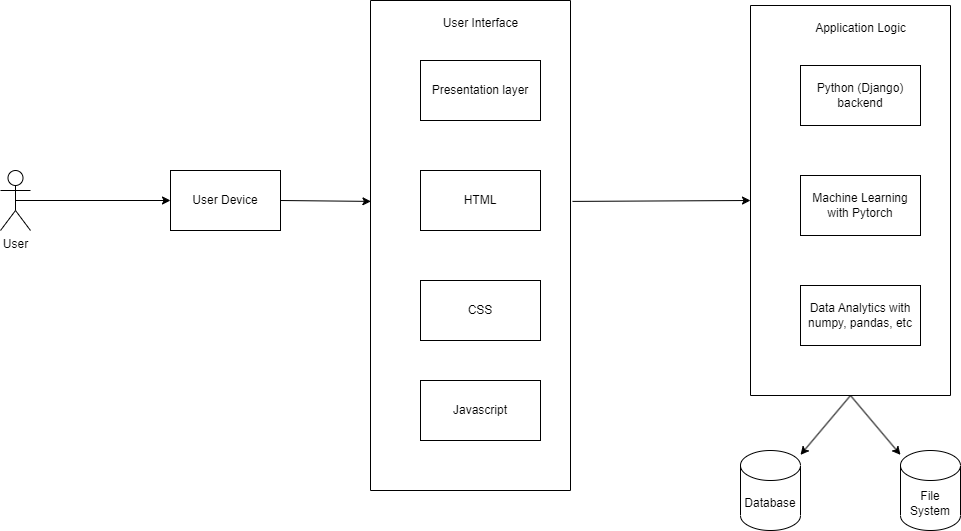 User
User Device
User Interface
Presentation layer
HTML
CSS
Javascript
Application Logic
Python (Django)
backend
Machine Learning
with Pytorch
Data Analytics with
numpy, pandas, etc
Database
File
System